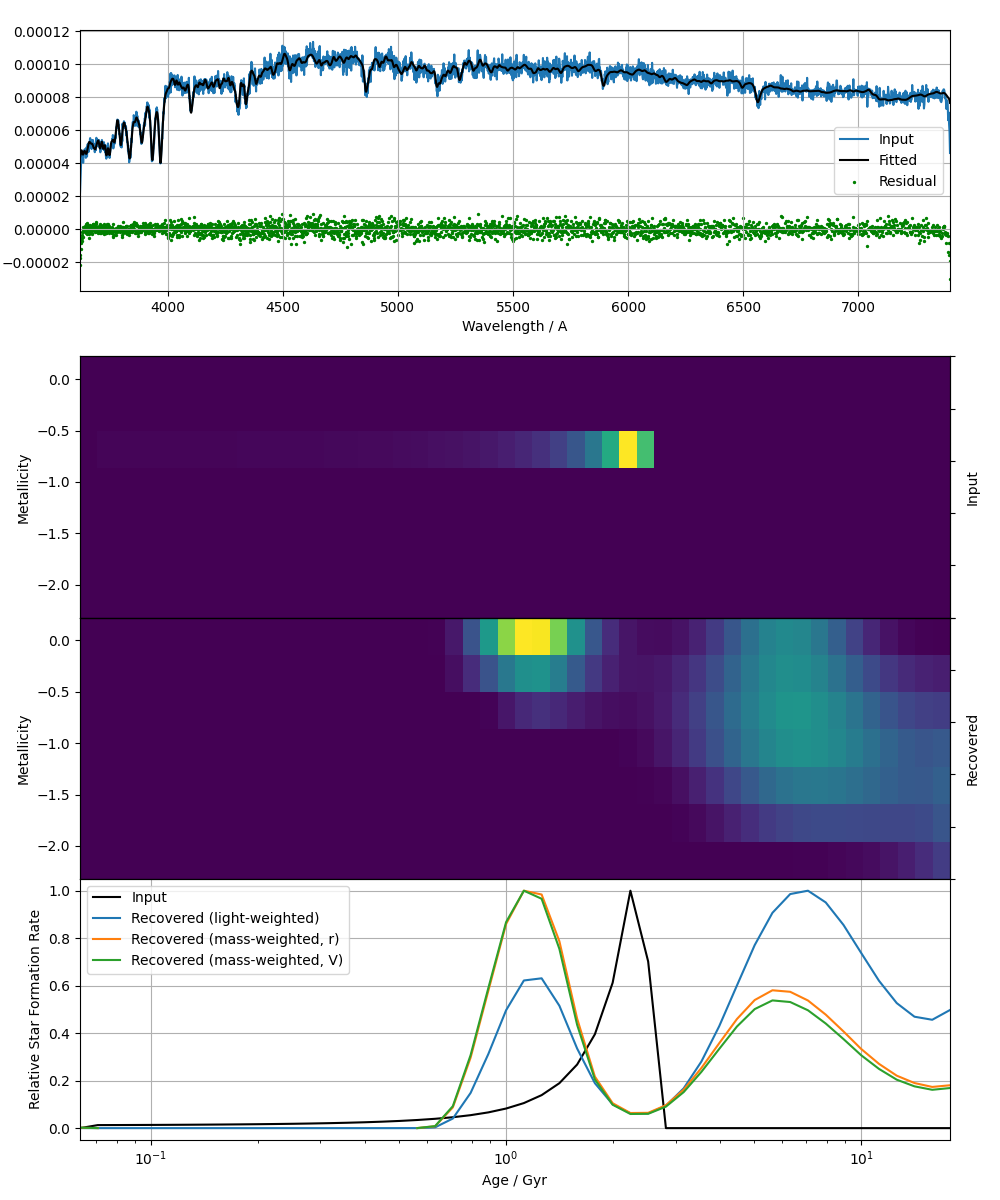 0.00012
0.00010
0.00008
0.00006
0.00004
0.00002
0.00000
−0.00002
Input
Fitted
Residual
4000 4500 5000 5500 6000 6500 7000
Wavelength / A
0.0
−0.5
−1.0
−1.5
−2.0
Metallicity
Input
0.0
−0.5
−1.0
−1.5
−2.0
Metallicity
Recovered
1.0
0.8
0.6
0.4
0.2
0.0
Relative Star Formation Rate
Input
Recovered (light-weighted)
Recovered (mass-weighted, r)
Recovered (mass-weighted, V)
10⁻¹ 10⁰ 10¹
Age / Gyr